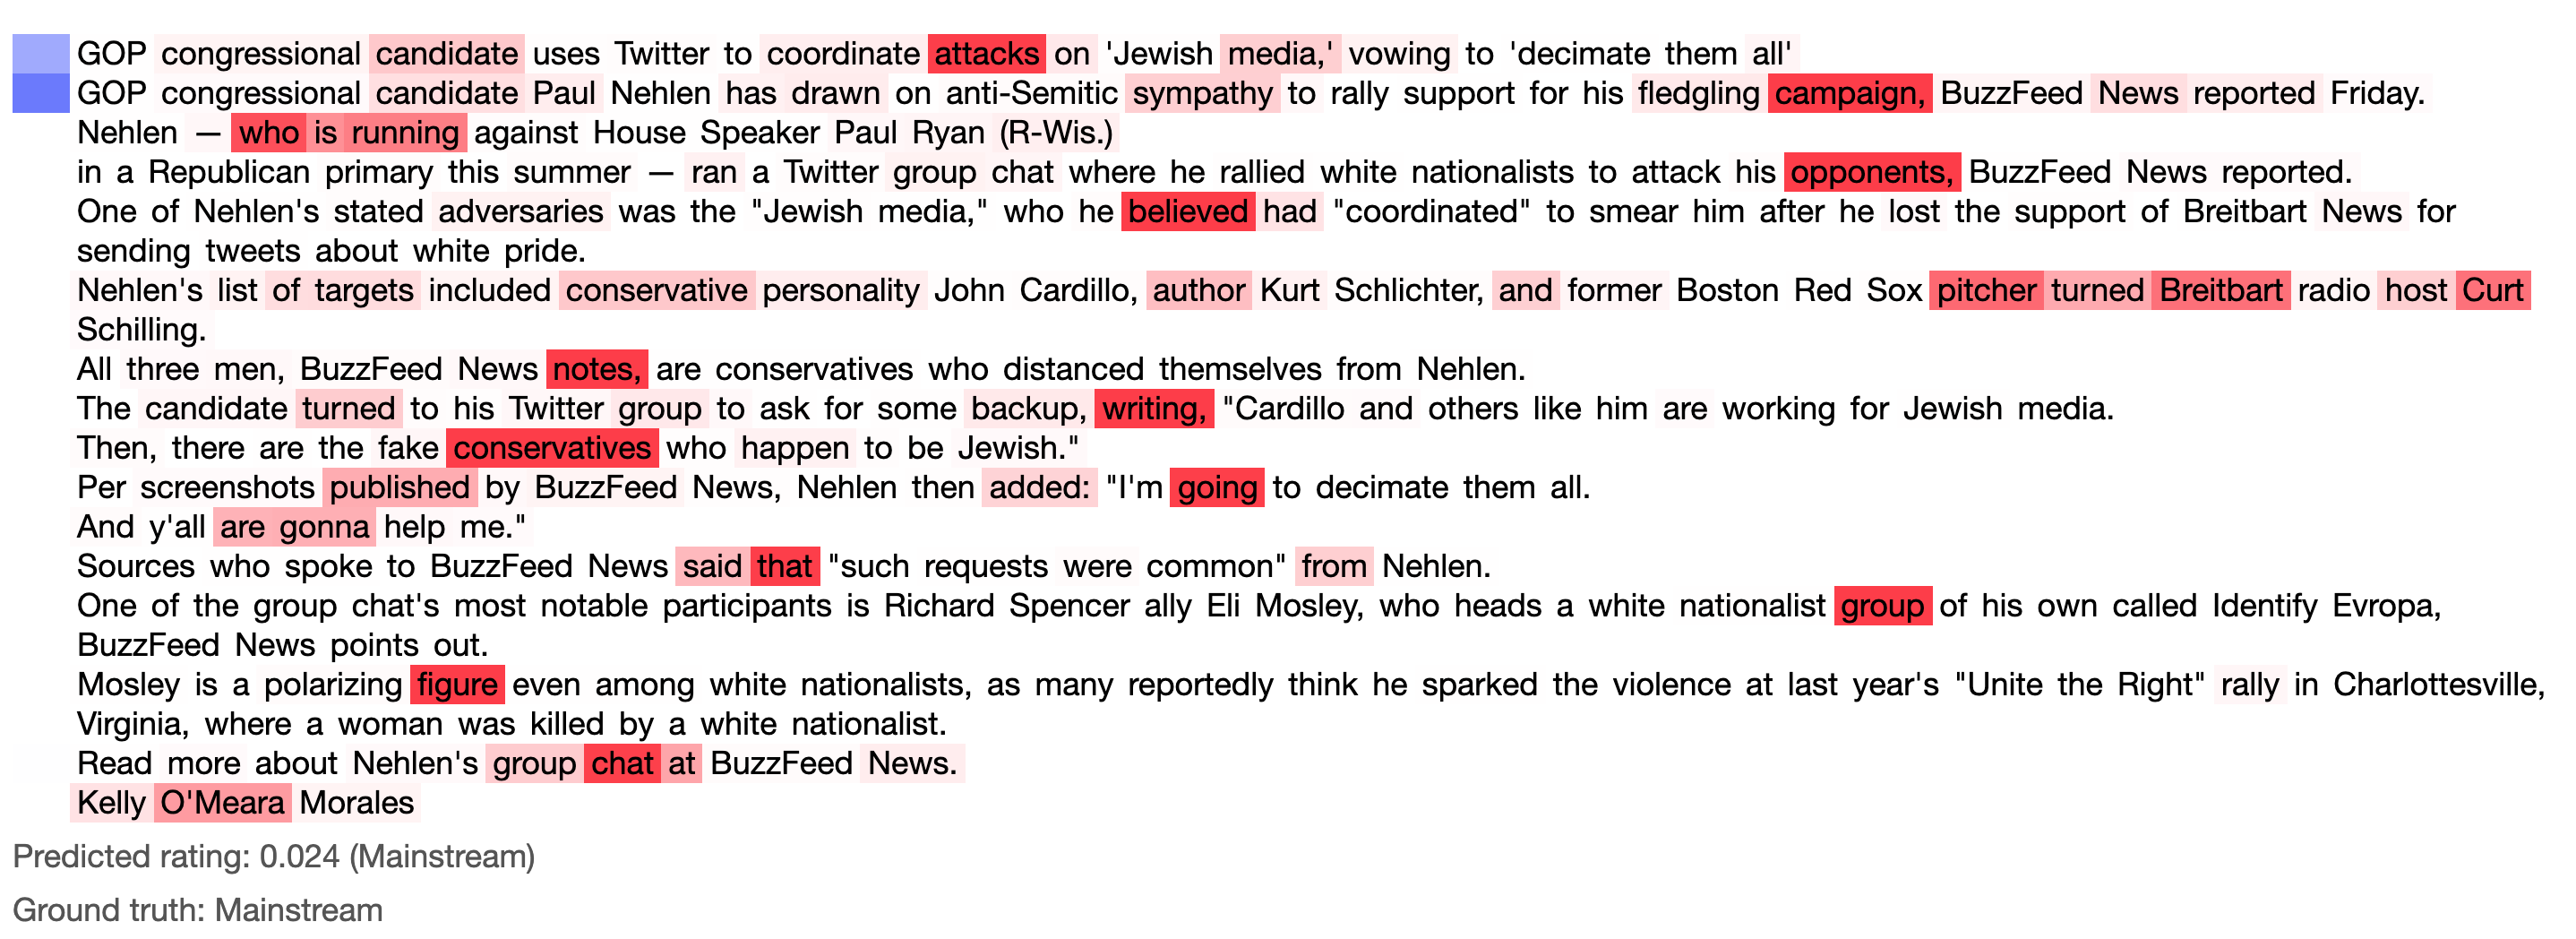 GOP congressional candidate uses Twitter to coordinate attacks on 'Jewish media,' vowing to 'decimate them all'
GOP congressional candidate Paul Nehlen has drawn on anti-Semitic sympathy to rally support for his fledgling campaign, BuzzFeed News reported Friday.
Nehlen — who is running against House Speaker Paul Ryan (R-Wis.)
in a Republican primary this summer — ran a Twitter group chat where he rallied white nationalists to attack his opponents, BuzzFeed News reported.
One of Nehlen's stated adversaries was the "Jewish media," who he believed had "coordinated" to smear him after he lost the support of Breitbart News for
sending tweets about white pride.
Nehlen's list of targets included conservative personality John Cardillo, author Kurt Schlichter, and former Boston Red Sox pitcher turned Breitbart radio host Curt
Schilling.
All three men, BuzzFeed News notes, are conservatives who distanced themselves from Nehlen.
The candidate turned to his Twitter group to ask for some backup, writing, "Cardillo and others like him are working for Jewish media.
Then, there are the fake conservatives who happen to be Jewish."
Per screenshots published by BuzzFeed News, Nehlen then added: "I'm going to decimate them all.
And y'all are gonna help me."
Sources who spoke to BuzzFeed News said that "such requests were common" from Nehlen.
One of the group chat's most notable participants is Richard Spencer ally Eli Mosley, who heads a white nationalist group of his own called Identify Evropa,
BuzzFeed News points out.
Mosley is a polarizing figure even among white nationalists, as many reportedly think he sparked the violence at last year's "Unite the Right" rally in Charlottesville,
Virginia, where a woman was killed by a white nationalist.
Read more about Nehlen's group chat at BuzzFeed News.
Kelly O'Meara Morales
Predicted rating: 0.024 (Mainstream)
Ground truth: Mainstream